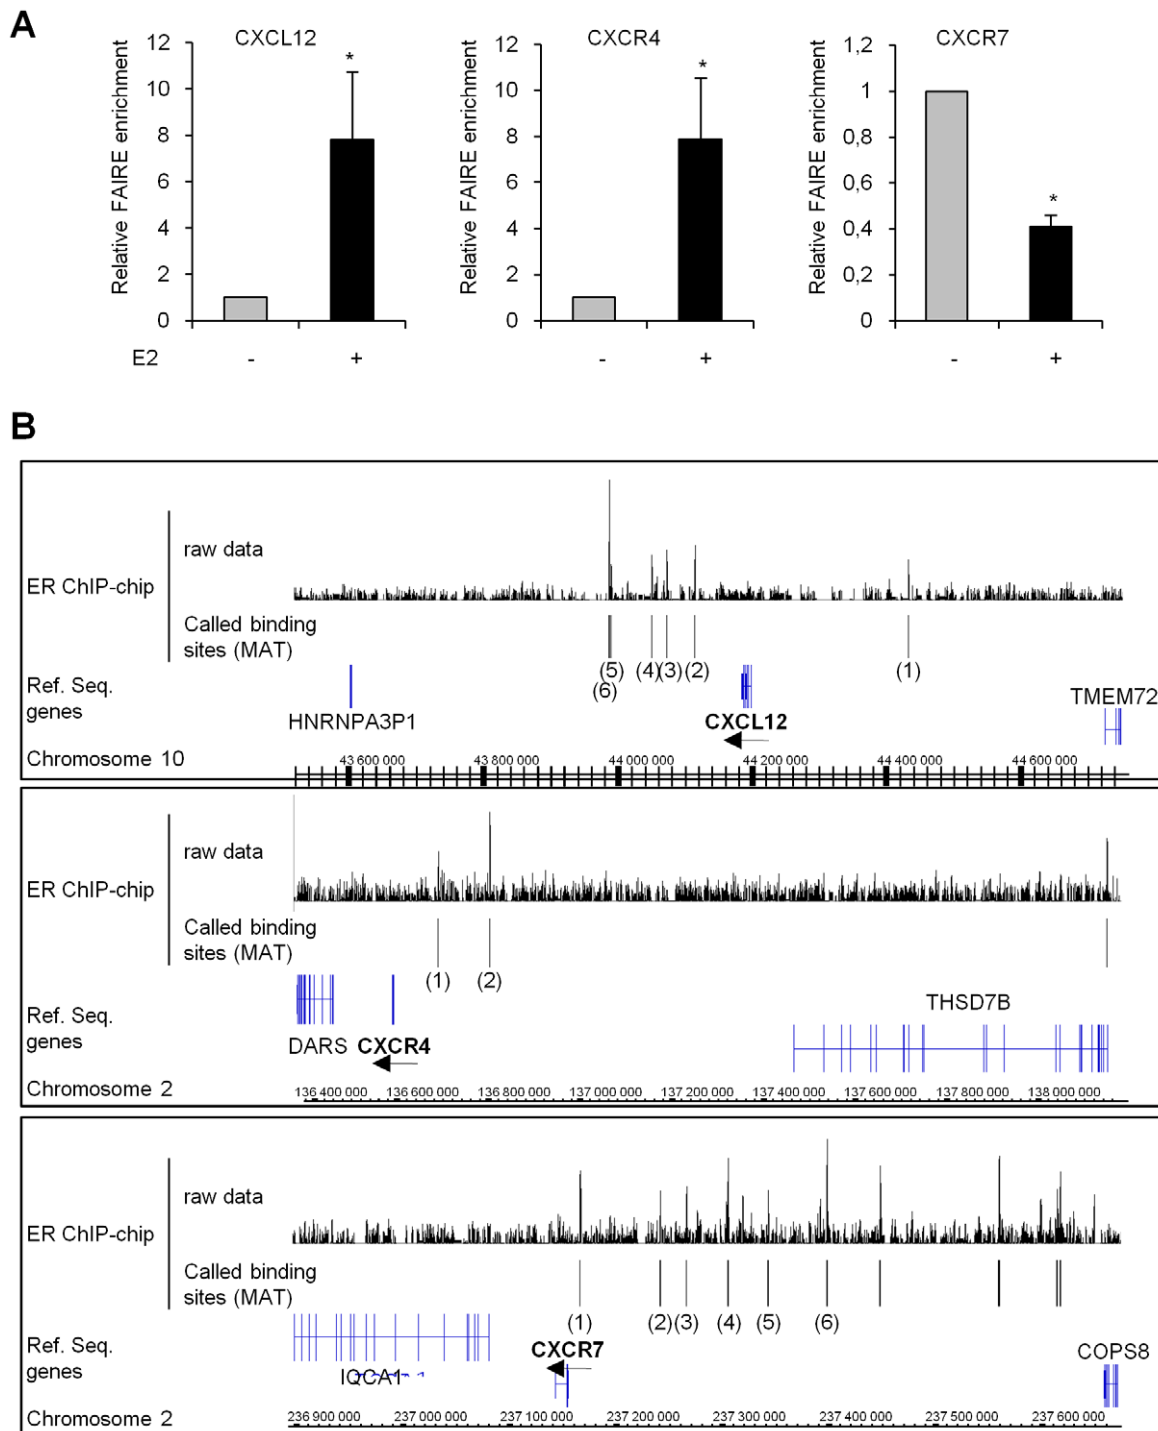 A
CXCL12
CXCR4
CXCR7
Relative FAIRE enrichment
12
10
8
6
4
2
0
*
Relative FAIRE enrichment
12
10
8
6
4
2
0
*
Relative FAIRE enrichment
1,2
1
0,8
0,6
0,4
0,2
0
*
E2 - + - + - +
B
ER ChIP-chip
raw data
Called binding
sites (MAT)
(5) (4) (3) (2) (1)
(6)
Ref. Seq.
genes
HNRNPA3P1 CXCL12 TMEM72
Chromosome 10
43 600 000 43 800 000 44 000 000 44 200 000 44 400 000 44 600 000
ER ChIP-chip
raw data
Called binding
sites (MAT)
(1) (2)
Ref. Seq.
genes
DARS CXCR4 THSD7B
Chromosome 2
136 400 000 136 600 000 136 800 000 137 000 000 137 200 000 137 400 000 137 600 000 137 800 000 138 000 000
ER ChIP-chip
raw data
Called binding
sites (MAT)
(1) (2) (3) (4) (5) (6)
Ref. Seq.
genes
IQCA1 CXCR7 COPS8
Chromosome 2
236 900 000 237 000 000 237 100 000 237 200 000 237 300 000 237 400 000 237 500 000 237 600 000